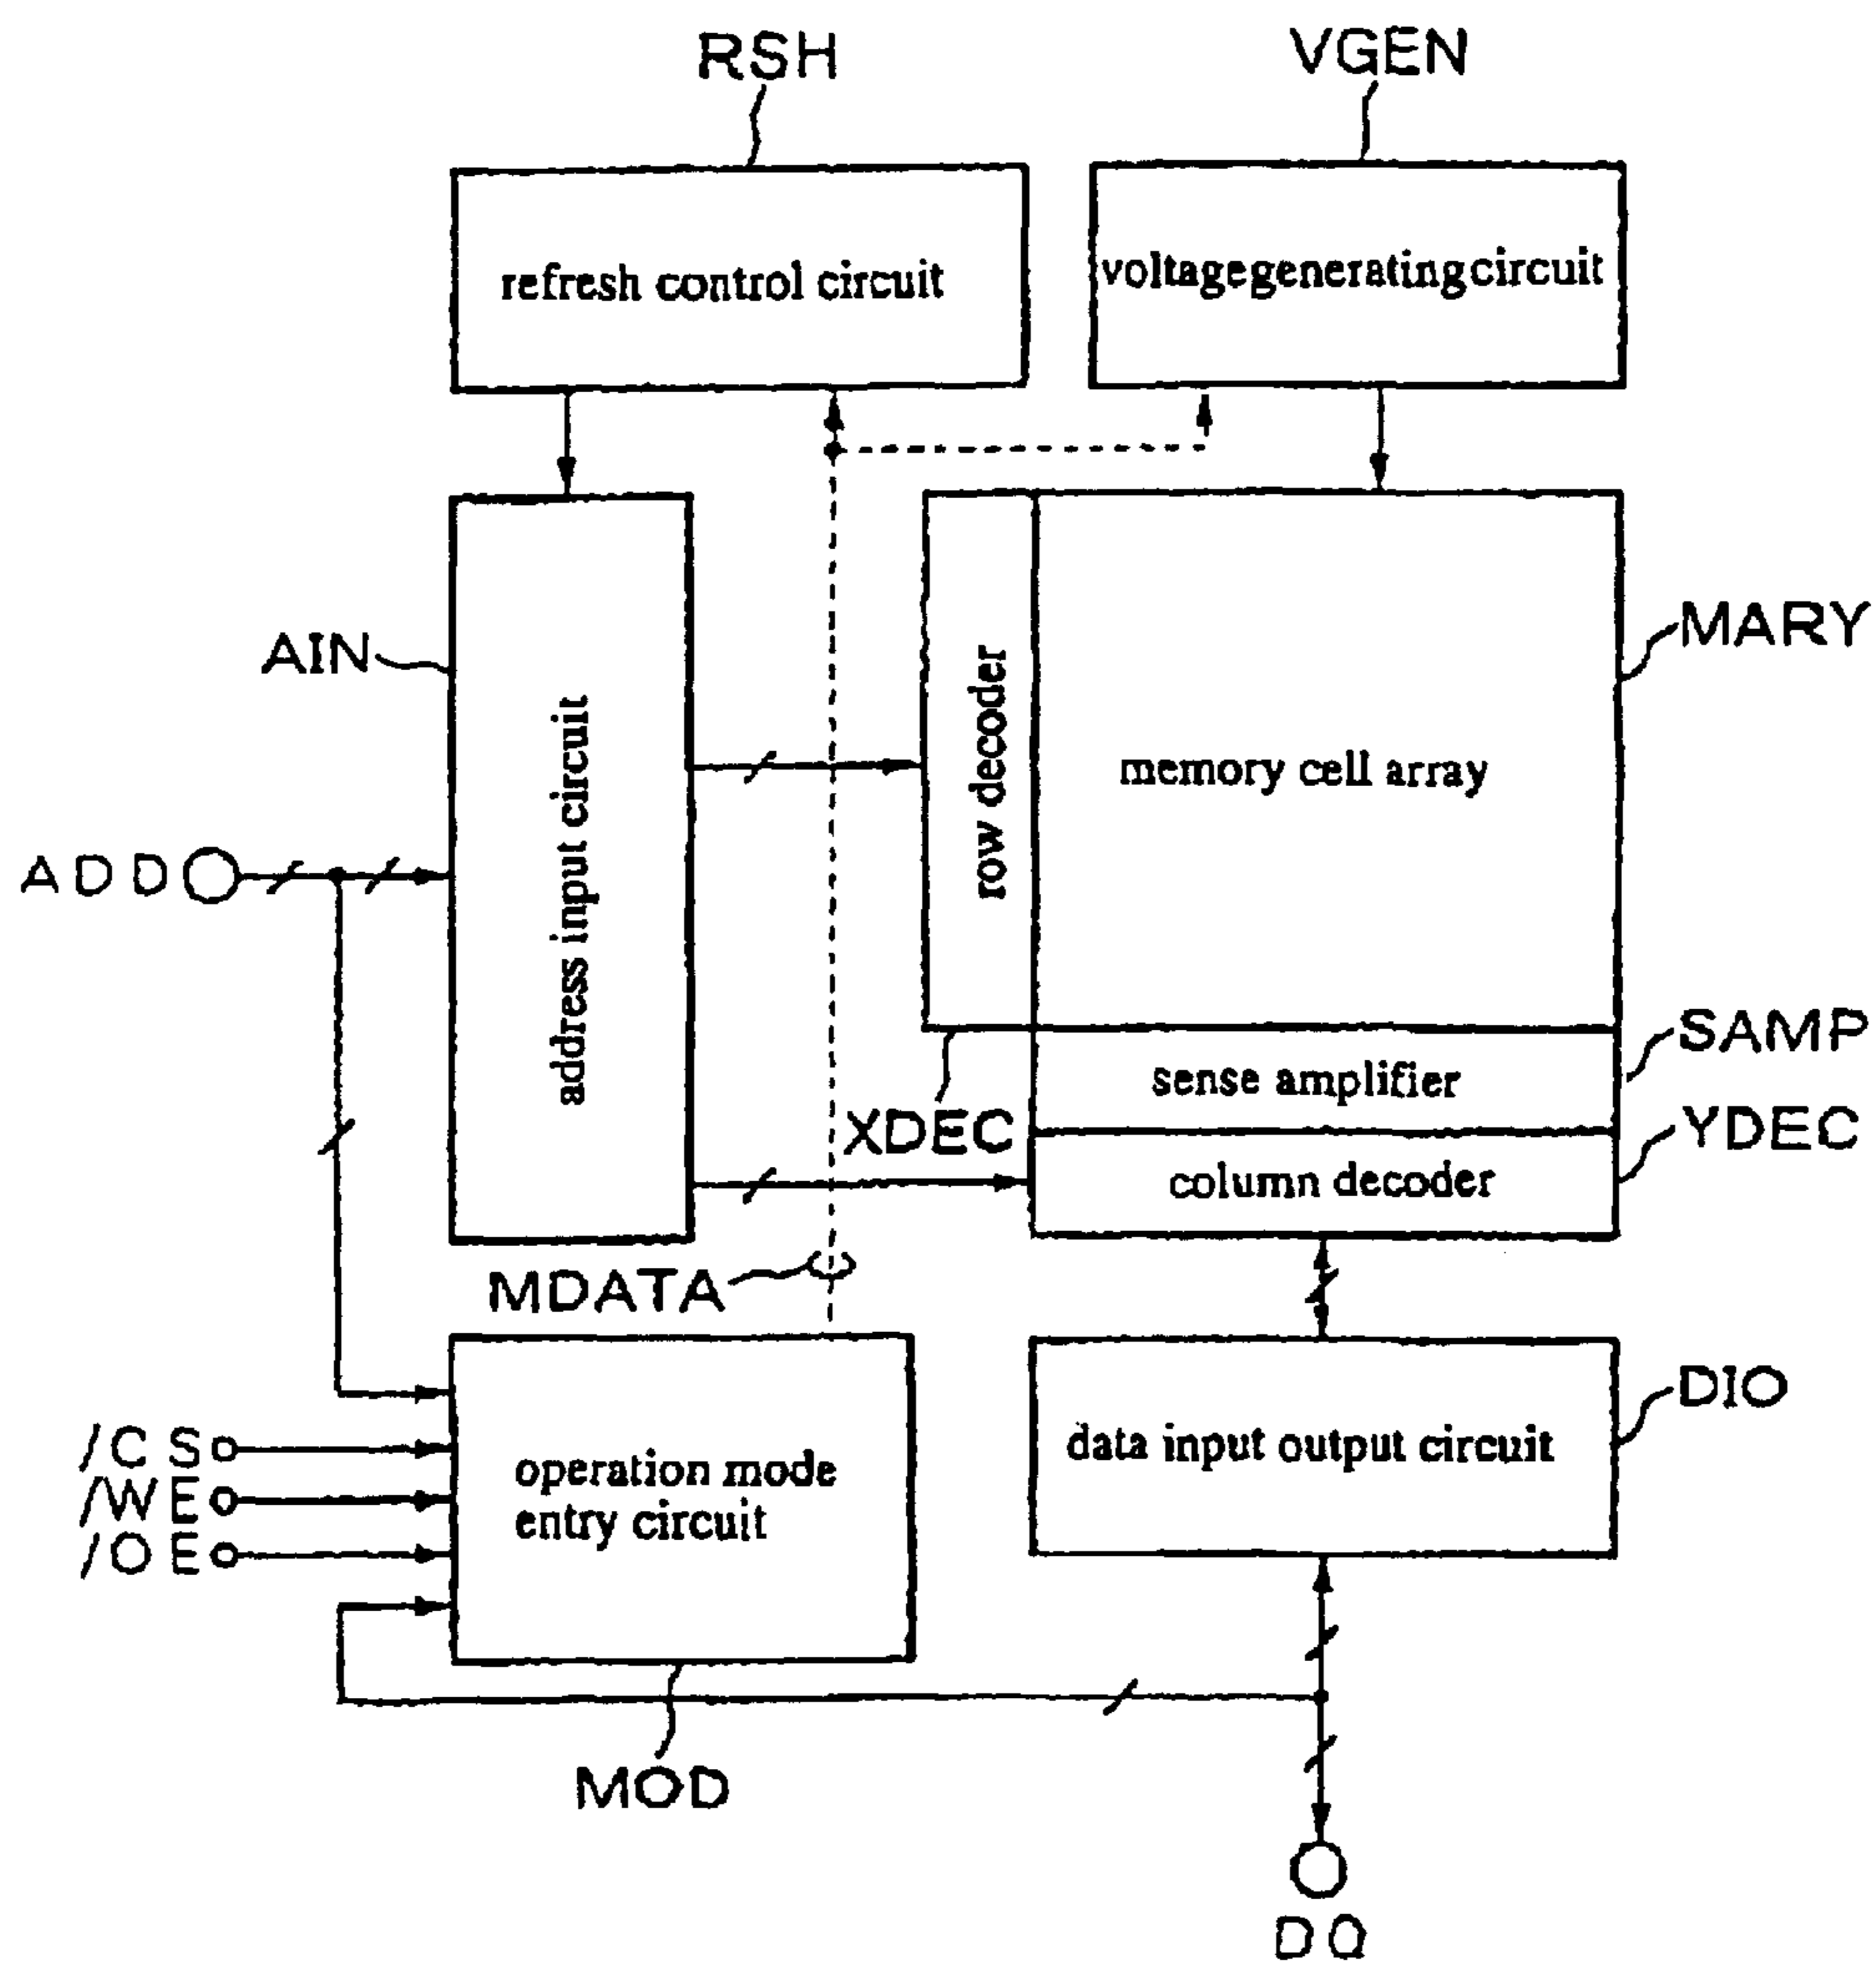 RSH
VGEN
refresh control circuit
voltagegeneratingcircuit
AIN
address input circuit
row decoder
memory cell array
MARY
ADD
SAMP
sense amplifier
XDEC
YDEC
column decoder
MDATA
DIO
/CS
/WE
/OE
operation mode
entry circuit
data input output circuit
MOD
DQ